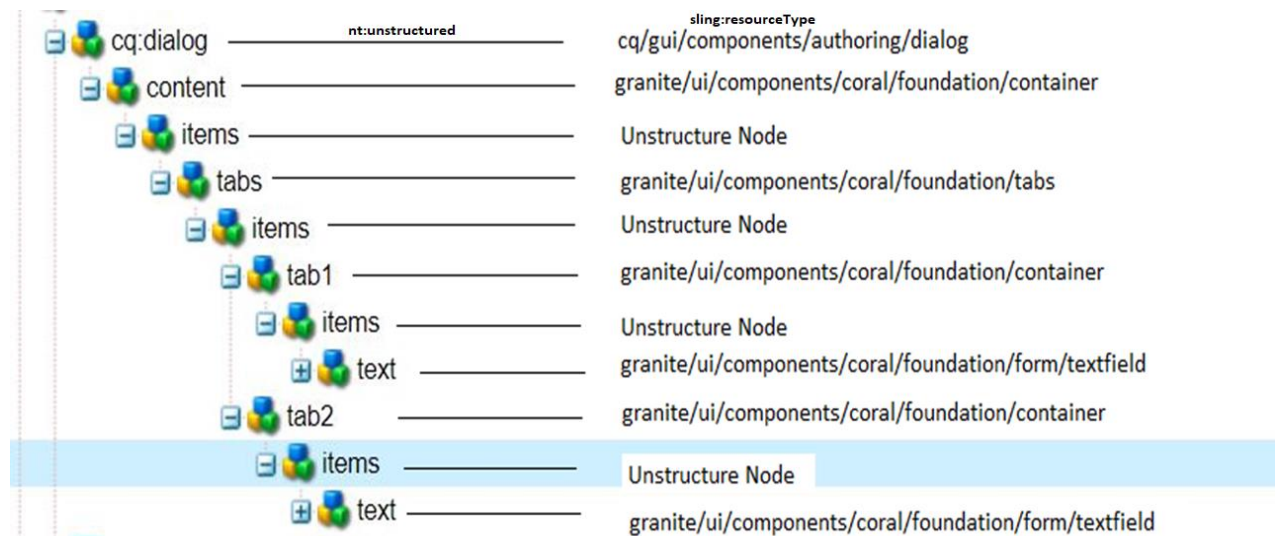 nt:unstructured sling:resourceType
cq:dialog cq/gui/components/authoring/dialog
content granite/ui/components/coral/foundation/container
items Unstructure Node
tabs granite/ui/components/coral/foundation/tabs
items Unstructure Node
tab1 granite/ui/components/coral/foundation/container
items Unstructure Node
text granite/ui/components/coral/foundation/form/textfield
tab2 granite/ui/components/coral/foundation/container
items Unstructure Node
text granite/ui/components/coral/foundation/form/textfield